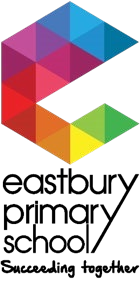 eastbury
primary
school
Succeeding together